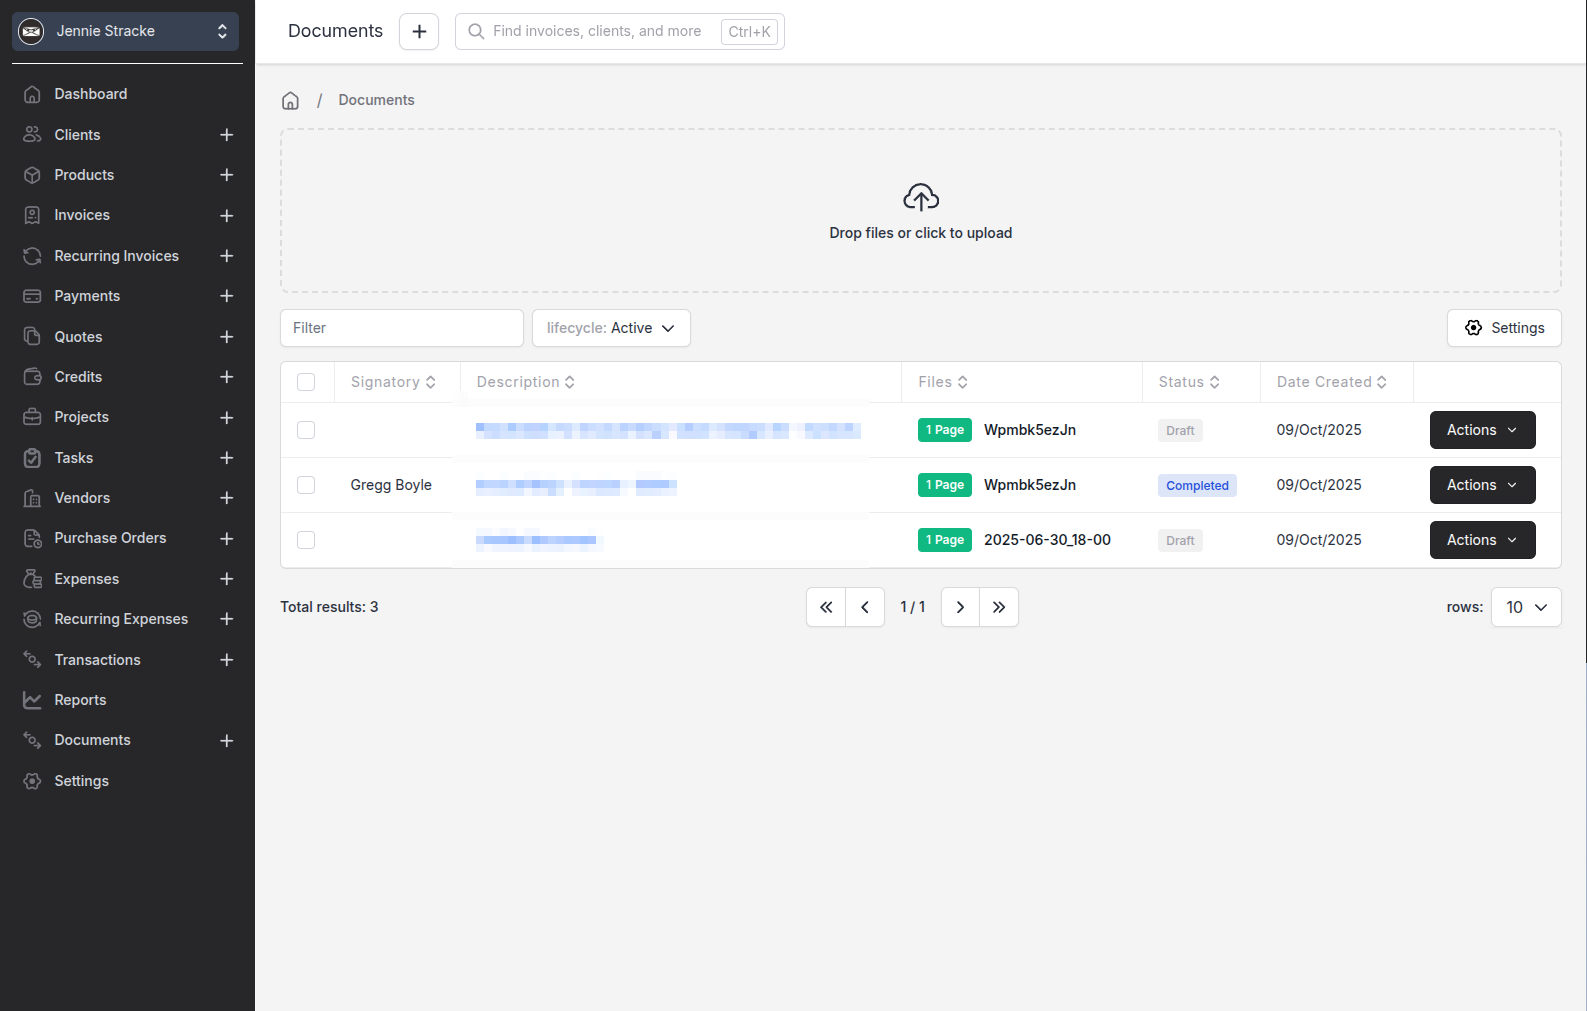 Jennie Stracke
Documents
Find invoices, clients, and more
Ctrl+K
Dashboard
Clients
Products
Invoices
Recurring Invoices
Payments
Quotes
Credits
Projects
Tasks
Vendors
Purchase Orders
Expenses
Recurring Expenses
Transactions
Reports
Documents
Settings
/ Documents
Drop files or click to upload
Filter
lifecycle: Active
Settings
Signatory Description Files Status Date Created
1 Page Wpmbk5ezJn Draft 09/Oct/2025 Actions
Gregg Boyle 1 Page Wpmbk5ezJn Completed 09/Oct/2025 Actions
1 Page 2025-06-30_18-00 Draft 09/Oct/2025 Actions
Total results: 3
1 / 1
rows: 10